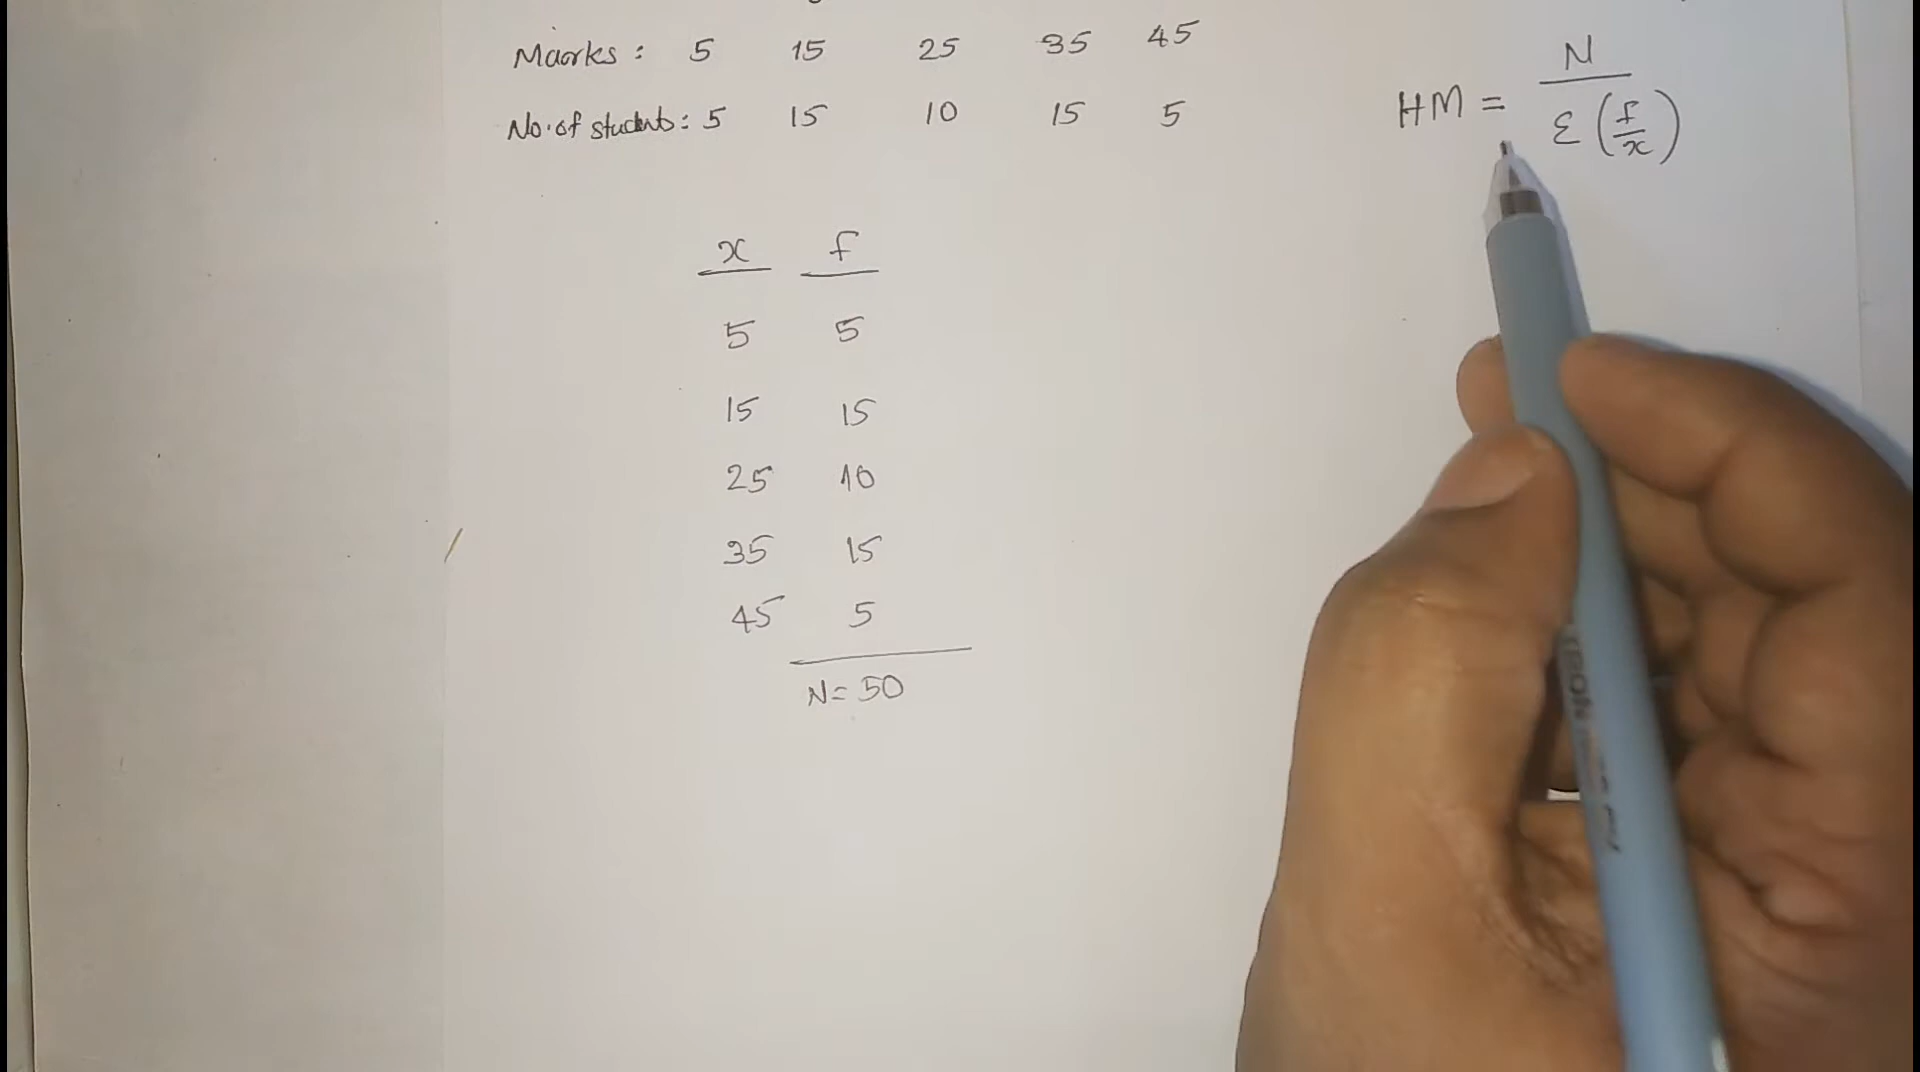 Marks : 5 15 25 35 45
No. of students : 5 15 10 15 5
HM = N / Σ (f/x)
x f
5 5
15 15
25 10
35 15
45 5
N = 50